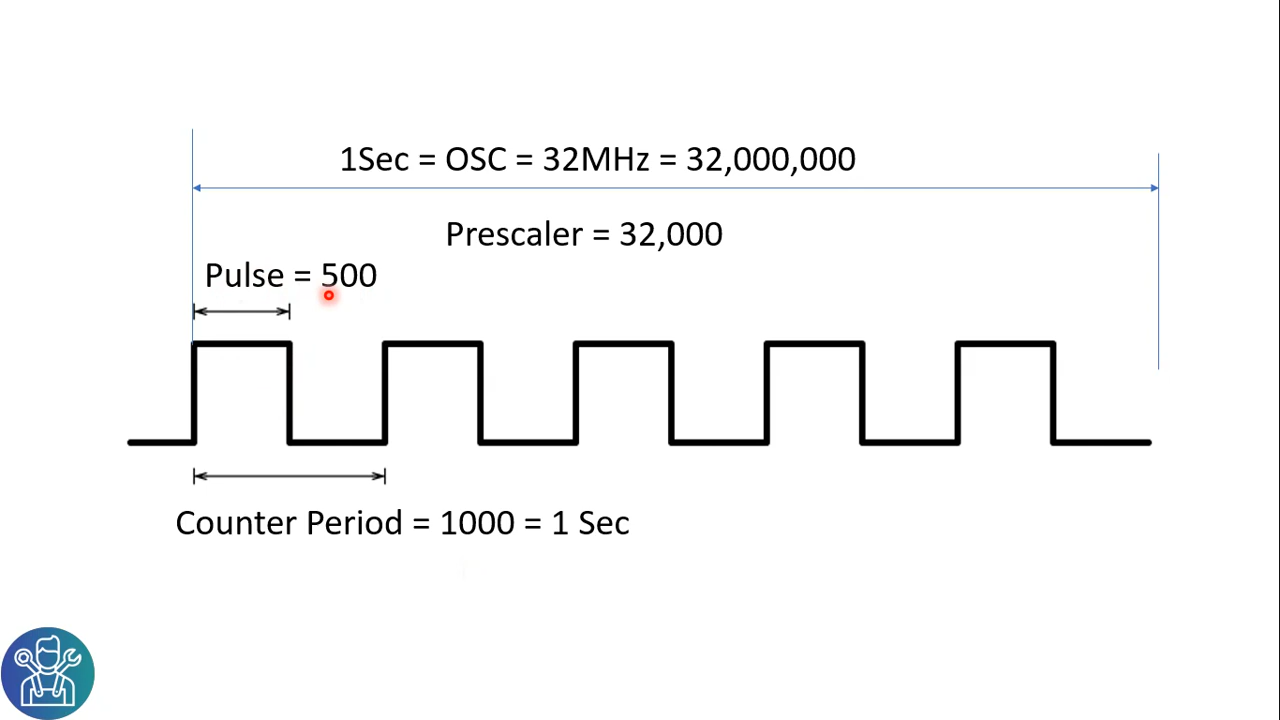 1Sec = OSC = 32MHz = 32,000,000
Prescaler = 32,000
Pulse = 500
Counter Period = 1000 = 1 Sec